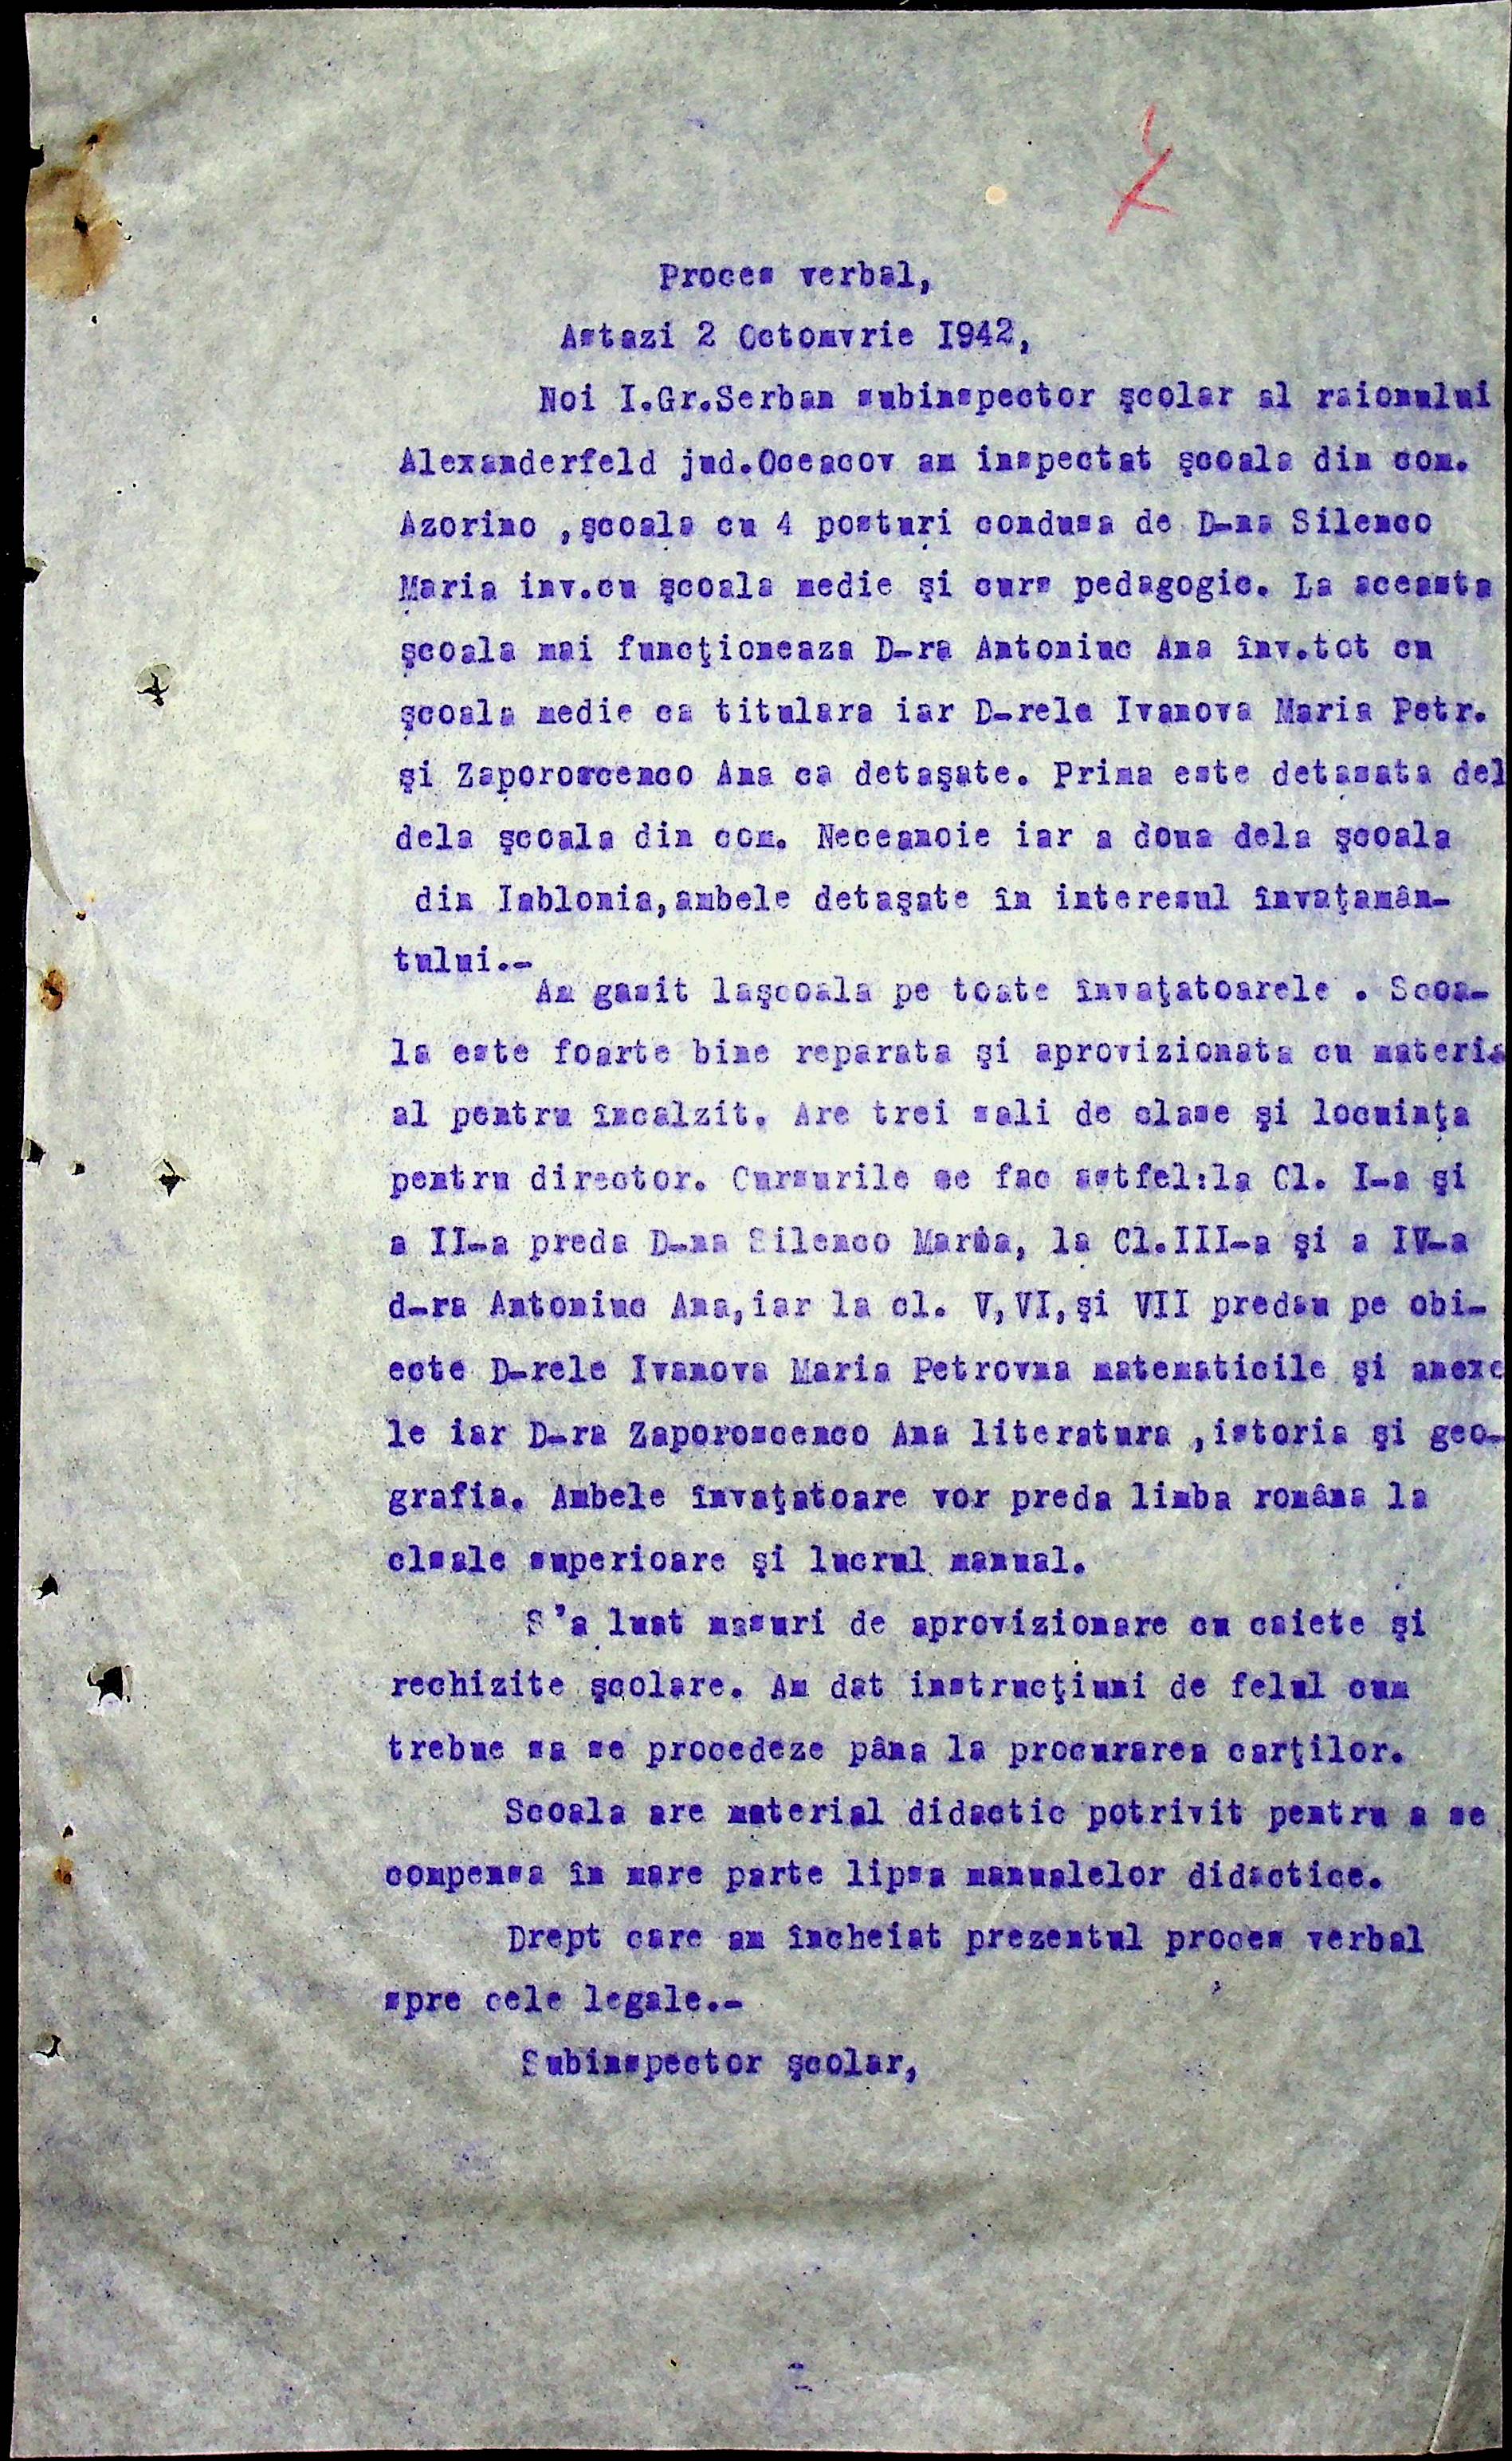 Proces verbal,
Astazi 2 Octomvrie I942,
Noi I.Gr.Serban subinspector şcolar al raionului
Alexanderfeld jud.Oceacov am inspectat şcoala din com.
Azorino ,şcoala cu 4 posturi condusa de D-na Silenco
Maria inv.cu şcoala medie şi curs pedagogic. La aceasta
şcoala mai funcţioneaza D-ra Antoniuc Ana înv.tot cu
şcoala medie ca titulara iar D-rele Ivanova Maria Petr.
şi Zaporoscenco Ana ca detaşate. Prima este detasata del
dela şcoala din com. Neceanoie iar a doua dela şcoala
din Iablonia,ambele detaşate în interesul învaţamân-
tului.-
Am gasit laşcoala pe toate învaţatoarele . Scoa-
la este foarte bine reparata şi aprovizionata cu materi
al pentru încalzit. Are trei sali de clase şi locuinţa
pentru director. Cursurile se fac astfel:la Cl. I-a şi
a II-a preda D-na Silenco Maria, la Cl.III-a şi a IV-a
d-ra Antoniuc Ana,iar la cl. V,VI,şi VII predau pe obi-
ecte D-rele Ivanova Maria Petrovna matematicile şi anexe
le iar D-ra Zaporoscenco Ana literatura ,istoria şi geo-
grafia. Ambele învaţatoare vor preda limba româna la
clsale superioare şi lucrul manual.
S'a luat masuri de aprovizionare cu caiete şi
rechizite şcolare. Am dat instrucţiuni de felul cum
trebue sa se procedeze pâna la procurarea carţilor.
Scoala are material didactic potrivit pentru a se
compensa în mare parte lipsa manualelor didactice.
Drept care am încheiat prezentul proces verbal
spre cele legale.-
Subinspector şcolar,